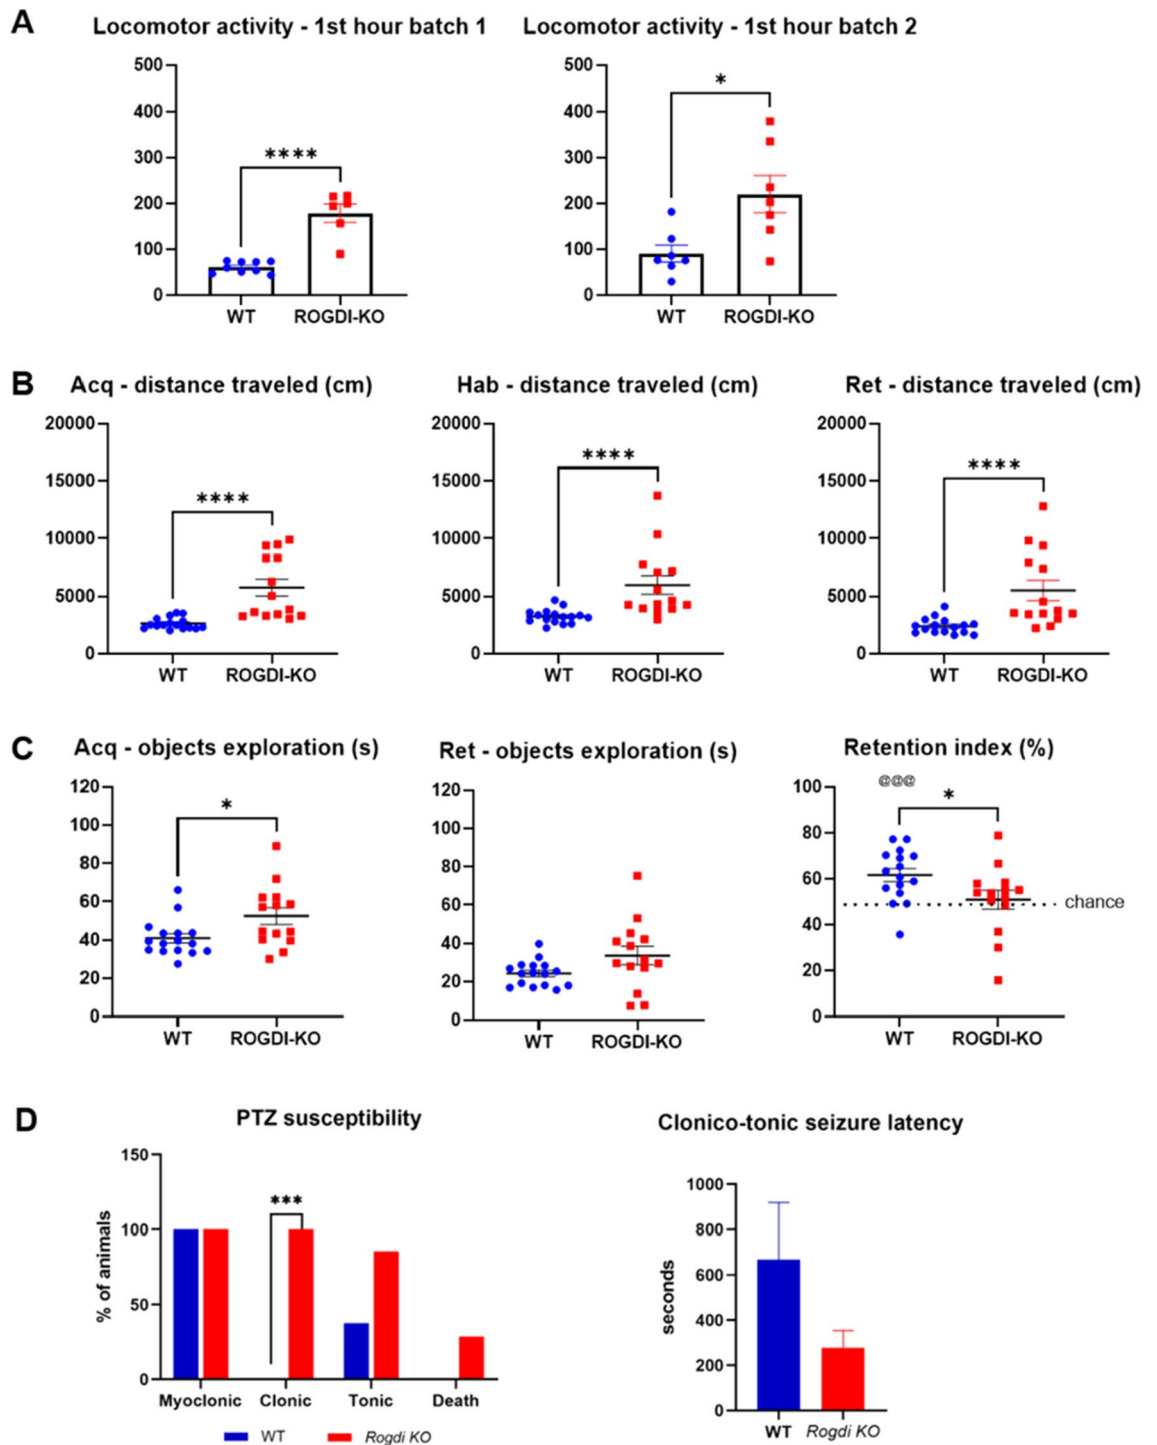 A
Locomotor activity - 1st hour batch 1
Locomotor activity - 1st hour batch 2
500
400
300
200
100
0
****
WT
ROGDI-KO
500
400
300
200
100
0
*
WT
ROGDI-KO
B
Acq - distance traveled (cm)
Hab - distance traveled (cm)
Ret - distance traveled (cm)
20000
15000
10000
5000
0
****
WT
ROGDI-KO
20000
15000
10000
5000
0
****
WT
ROGDI-KO
20000
15000
10000
5000
0
****
WT
ROGDI-KO
C
Acq - objects exploration (s)
Ret - objects exploration (s)
Retention index (%)
120
100
80
60
40
20
0
*
WT
ROGDI-KO
120
100
80
60
40
20
0
WT
ROGDI-KO
100
80
60
40
20
0
@@@
*
chance
WT
ROGDI-KO
D
PTZ susceptibility
% of animals
150
100
50
0
***
Myoclonic
Clonic
Tonic
Death
WT
Rogdi KO
Clonico-tonic seizure latency
seconds
1000
800
600
400
200
0
WT
Rogdi KO